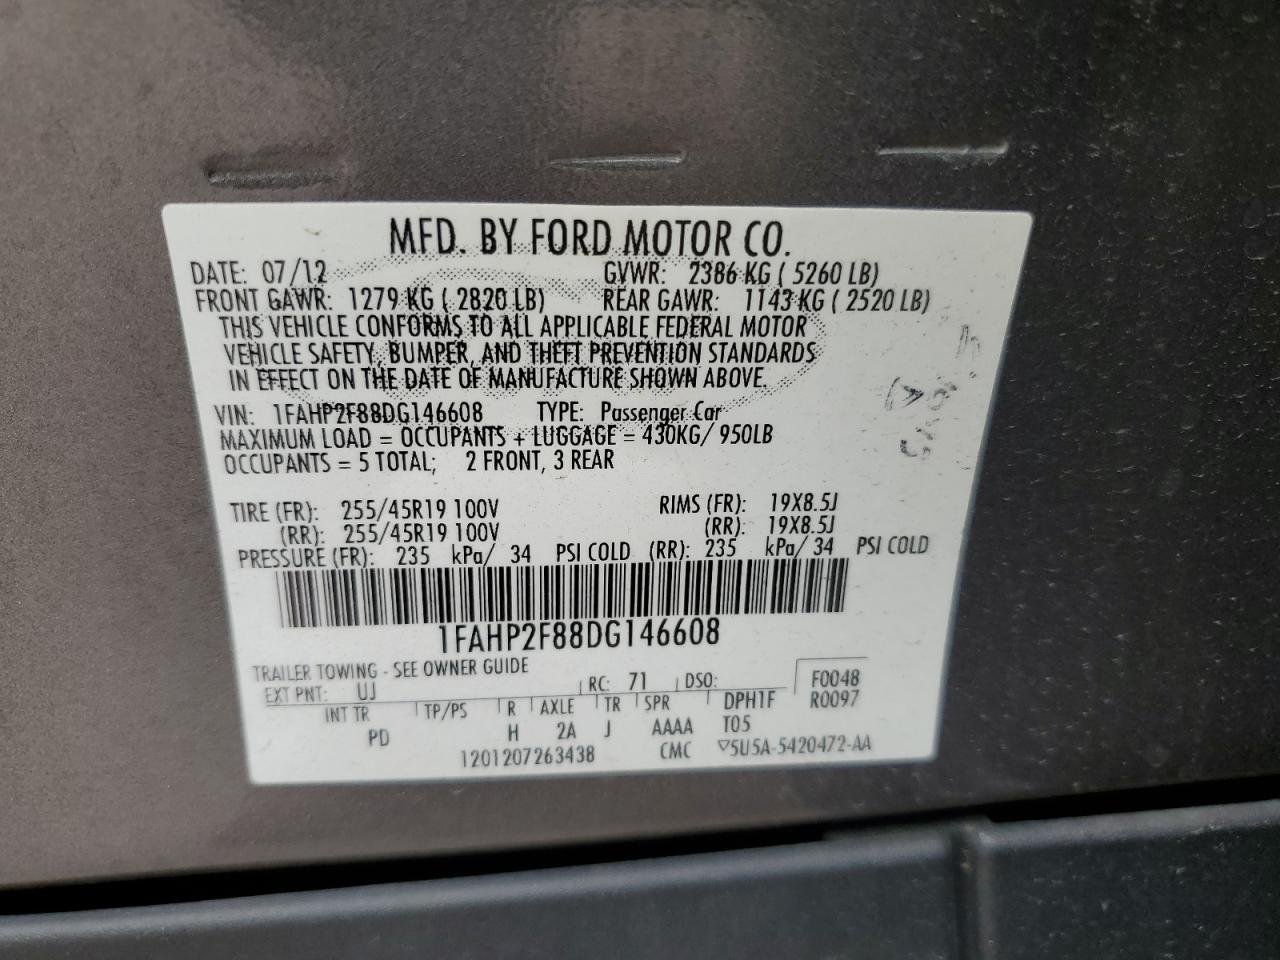 MFD. BY FORD MOTOR CO.
DATE: 07/12 GVWR: 2386 KG ( 5260 LB)
FRONT GAWR: 1279 KG ( 2820 LB) REAR GAWR: 1143 KG ( 2520 LB)
THIS VEHICLE CONFORMS TO ALL APPLICABLE FEDERAL MOTOR
VEHICLE SAFETY, BUMPER, AND THEFT PREVENTION STANDARDS
IN EFFECT ON THE DATE OF MANUFACTURE SHOWN ABOVE.
VIN: 1FAHP2F88DG146608 TYPE: Passenger Car
MAXIMUM LOAD = OCCUPANTS + LUGGAGE = 430KG/ 950LB
OCCUPANTS = 5 TOTAL; 2 FRONT, 3 REAR
TIRE (FR): 255/45R19 100V RIMS (FR): 19X8.5J
(RR): 255/45R19 100V (RR): 19X8.5J
PRESSURE (FR): 235 kPa/ 34 PSI COLD (RR): 235 kPa/ 34 PSI COLD
1FAHP2F88DG146608
TRAILER TOWING - SEE OWNER GUIDE
EXT PNT: UJ RC: 71 DSO: F0048
INT TR TP/PS R AXLE TR SPR DPH1F R0097
PD H 2A J AAAA T05
1201207263438 CMC ▽5U5A-5420472-AA